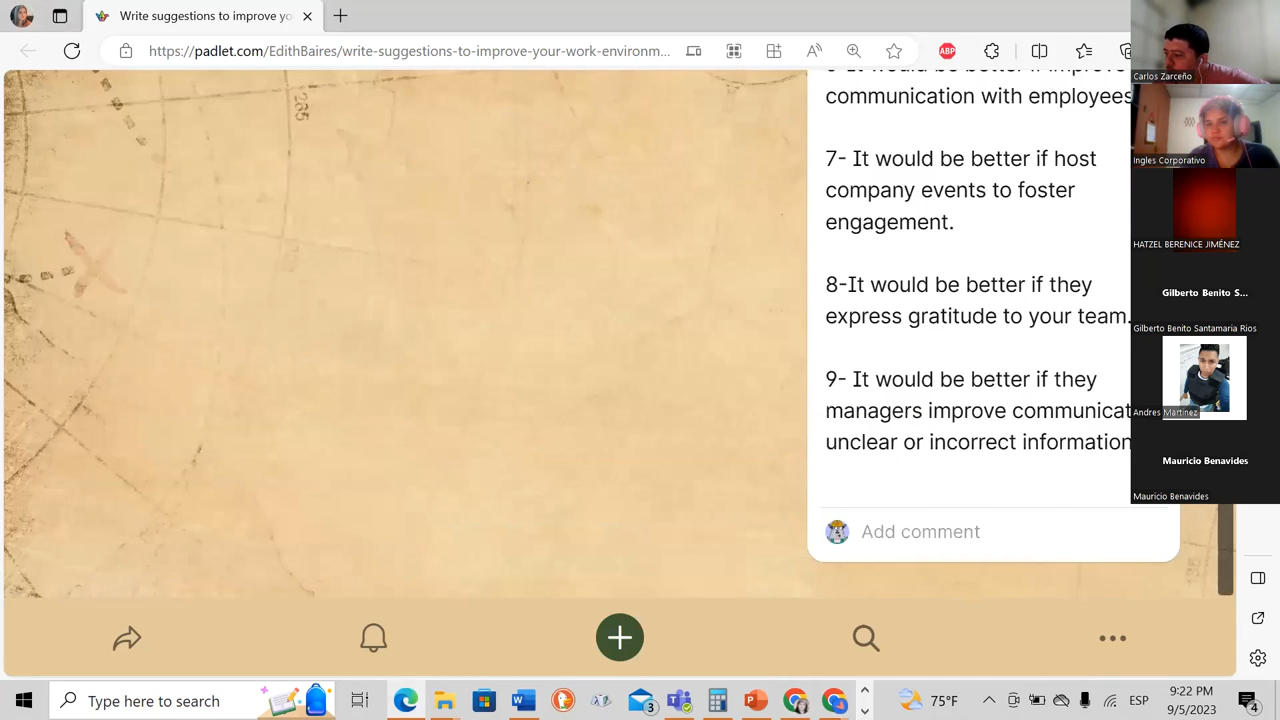 Write suggestions to improve yo
https://padlet.com/EdithBaires/write-suggestions-to-improve-your-work-environm...
ABP
Carlos Zarceño
Ingles Corporativo
HATZEL BERENICE JIMÉNEZ
Gilberto Benito S...
Gilberto Benito Santamaria Rios
Andres Martinez
Mauricio Benavides
Mauricio Benavides
285
communication with employees
7- It would be better if host
company events to foster
engagement.
8-It would be better if they
express gratitude to your team.
9- It would be better if they
managers improve communicat
unclear or incorrect information
Add comment
Type here to search
3
75°F
ESP
9:22 PM
9/5/2023
4